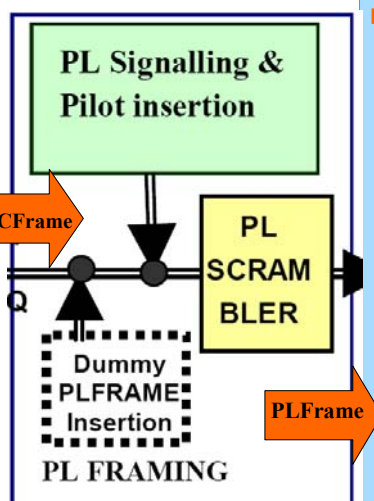 PL Signalling &
Pilot insertion
CFrame
PL
SCRAM
BLER
Q
Dummy
PLFRAME
Insertion
PLFrame
PL FRAMING